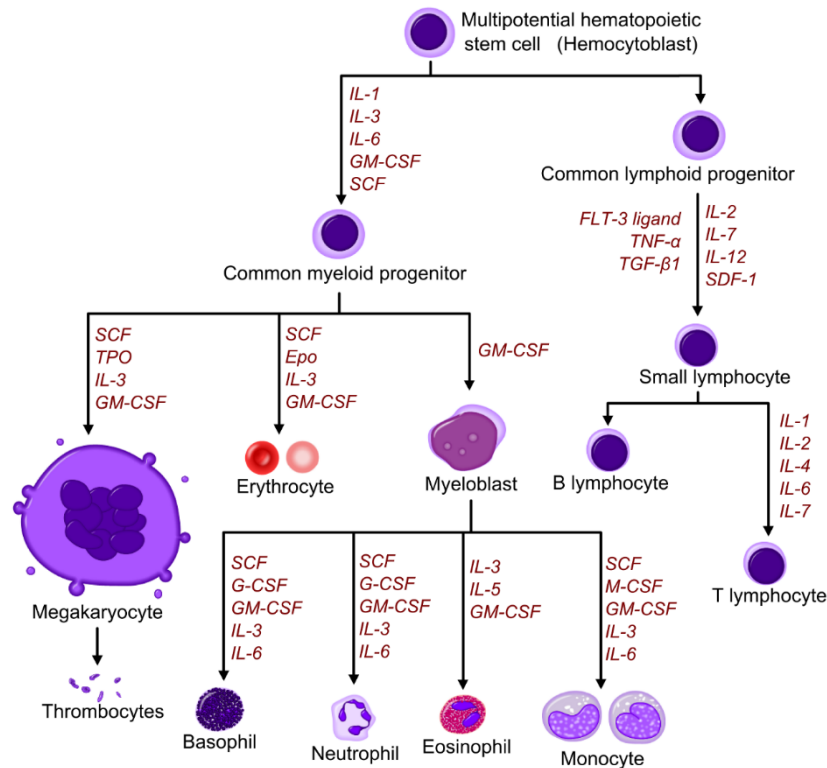 Multipotential hematopoietic
stem cell (Hemocytoblast)
IL-1
IL-3
IL-6
GM-CSF
SCF
Common lymphoid progenitor
Common myeloid progenitor
FLT-3 ligand
TNF-α
TGF-β1
IL-2
IL-7
IL-12
SDF-1
SCF
TPO
IL-3
GM-CSF
SCF
Epo
IL-3
GM-CSF
GM-CSF
Small lymphocyte
Erythrocyte
Myeloblast
B lymphocyte
IL-1
IL-2
IL-4
IL-6
IL-7
T lymphocyte
Megakaryocyte
Thrombocytes
SCF
G-CSF
GM-CSF
IL-3
IL-6
SCF
G-CSF
GM-CSF
IL-3
IL-6
IL-3
IL-5
GM-CSF
SCF
M-CSF
GM-CSF
IL-3
IL-6
Basophil
Neutrophil
Eosinophil
Monocyte